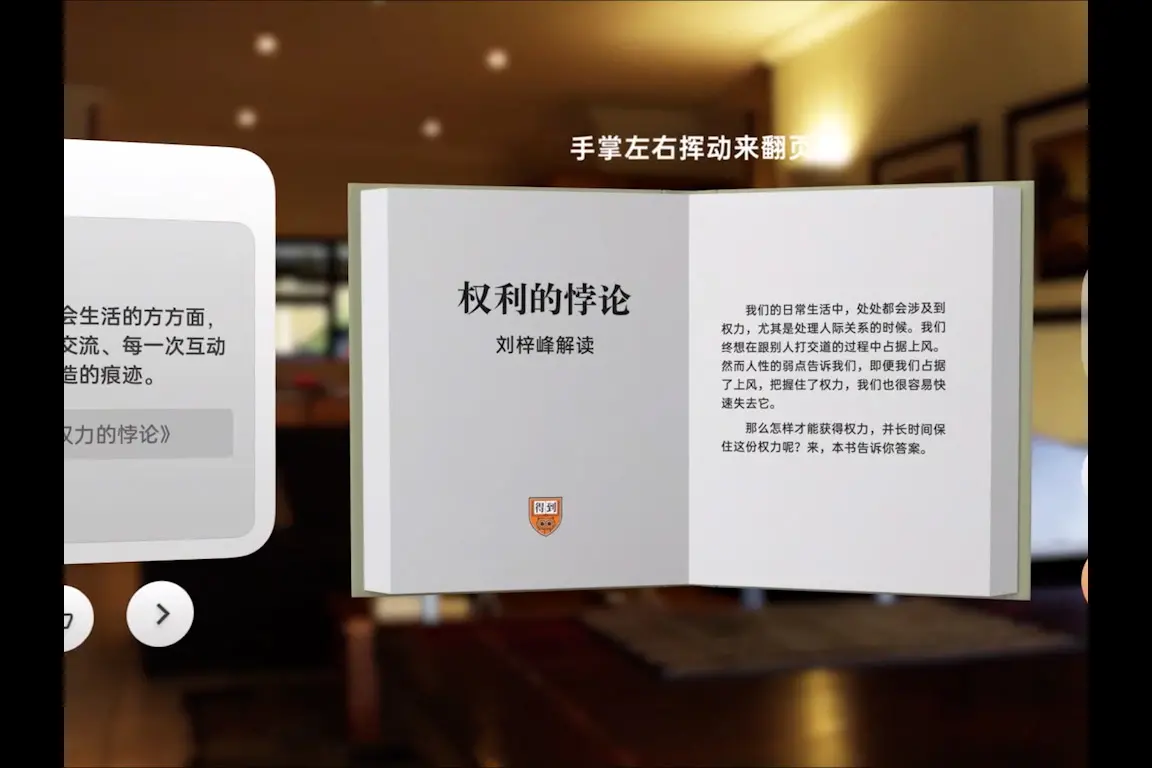 手掌左右挥动来翻页
会生活的方方面，
交流、每一次互动
造的痕迹。
权力的悖论》
权利的悖论
刘梓峰解读
得到
我们的日常生活中，处处都会涉及到
权力，尤其是处理人际关系的时候。我们
终想在跟别人打交道的过程中占据上风。
然而人性的弱点告诉我们，即便我们占据
了上风，把握住了权力，我们也很容易快
速失去它。
那么怎样才能获得权力，并长时间保
住这份权力呢？来，本书告诉你答案。